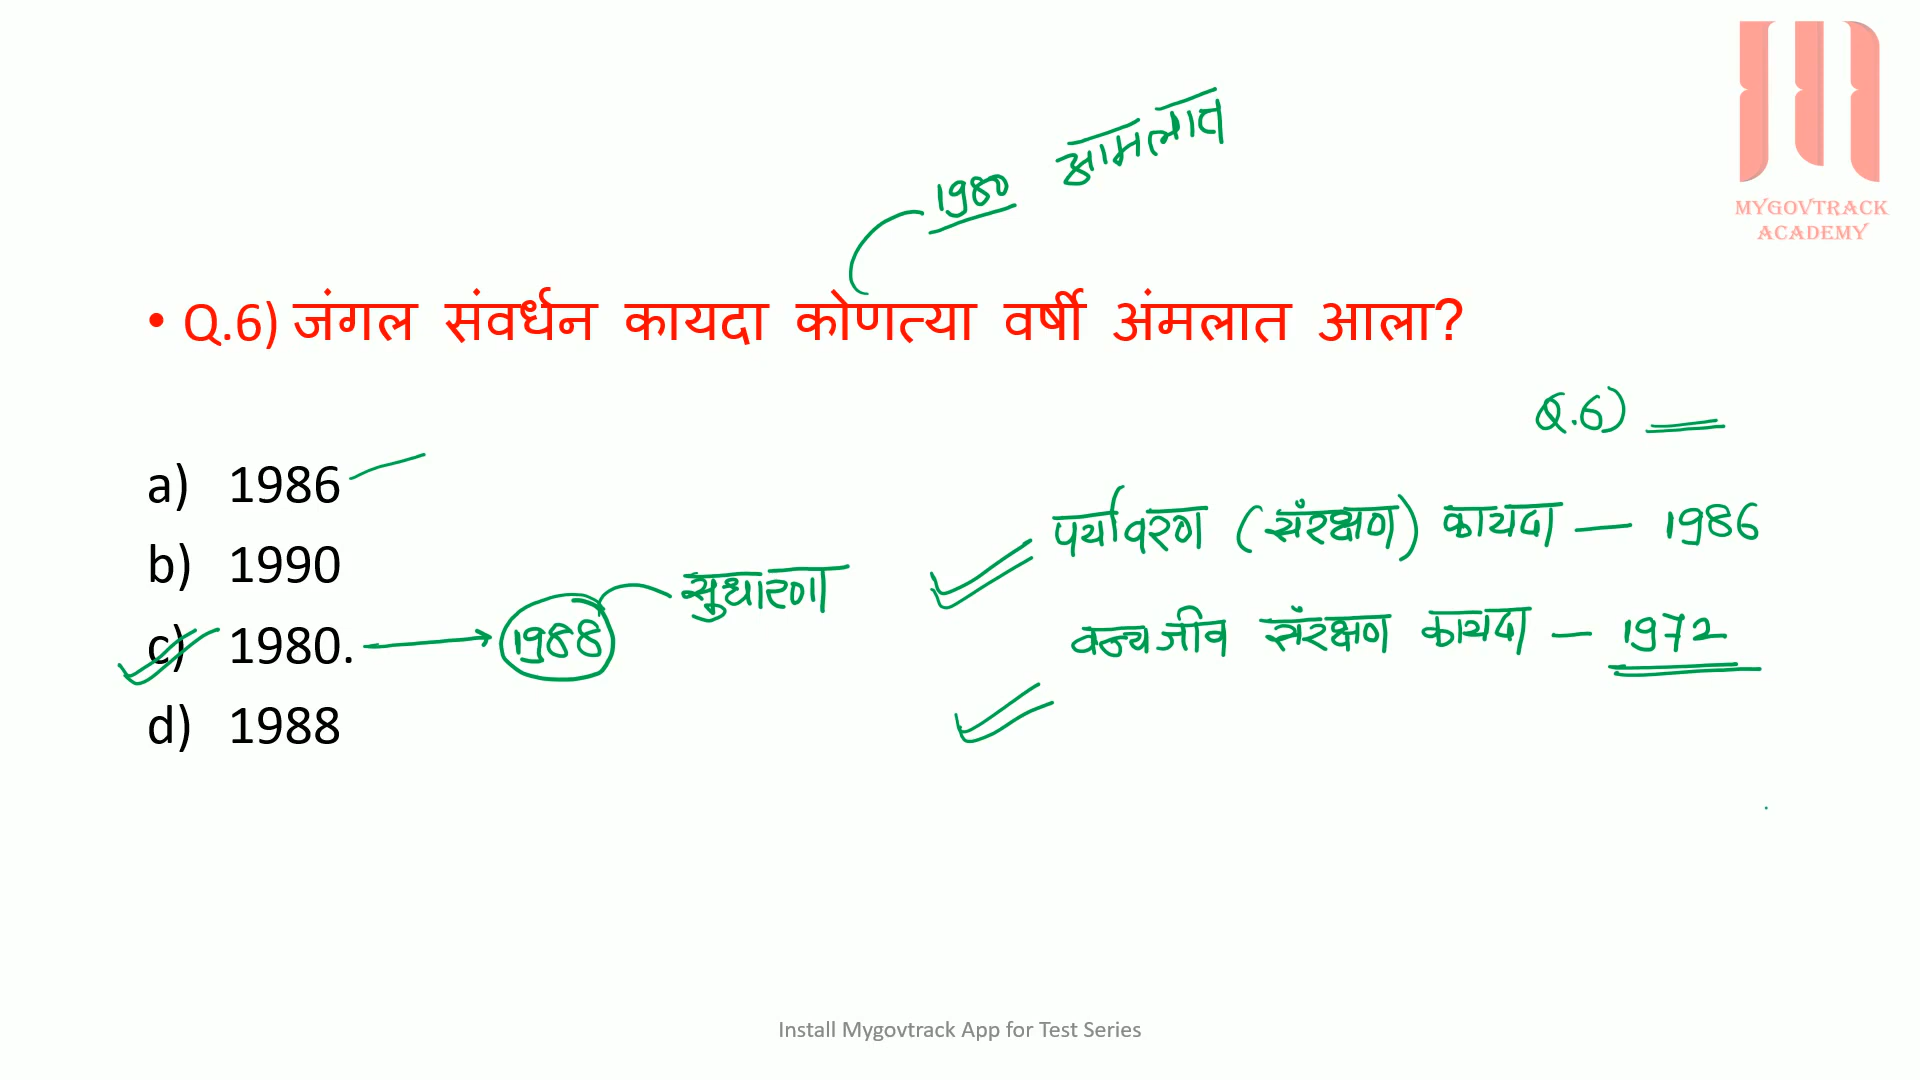 MYGOVTRACK
ACADEMY
1980 आमलात
• Q.6) जंगल संवर्धन कायदा कोणत्या वर्षी अंमलात आला?
Q.6)
a) 1986
b) 1990
c) 1980.
d) 1988
1988 सुधारणा
पर्यावरण (संरक्षण) कायदा — 1986
वन्यजीव संरक्षण कायदा — 1972
Install Mygovtrack App for Test Series